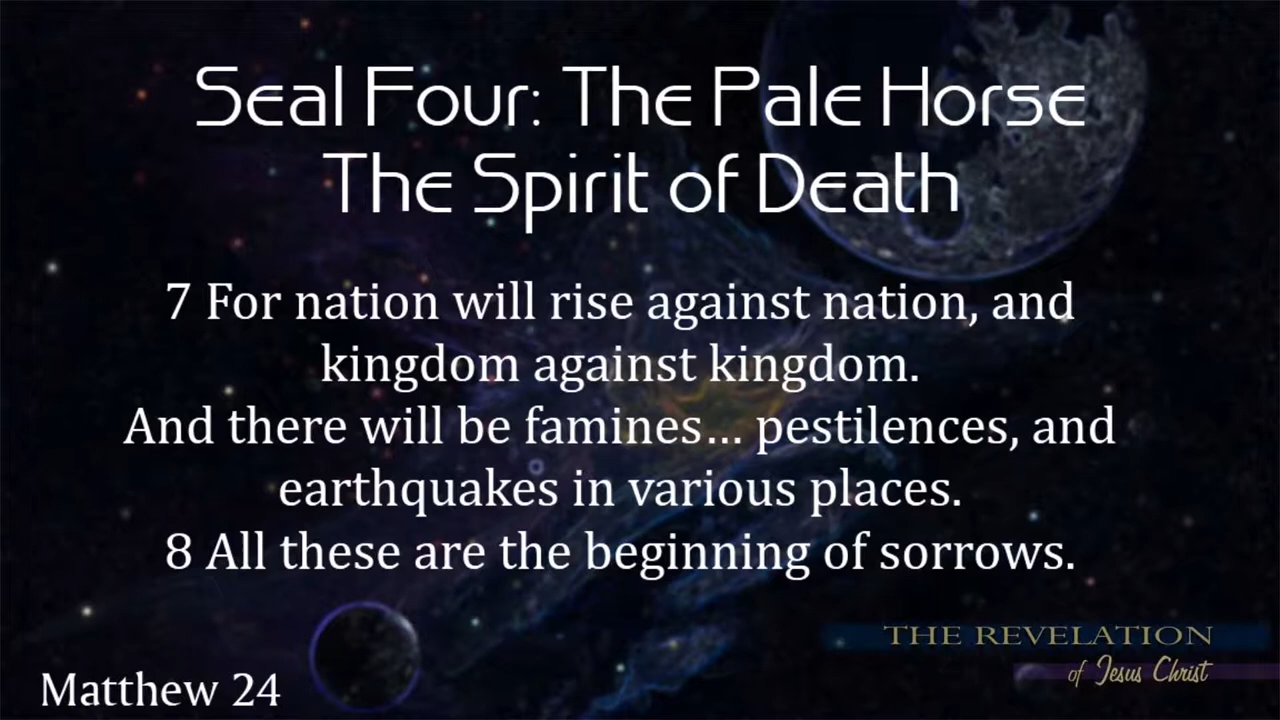 Seal Four: The Pale Horse
The Spirit of Death
7 For nation will rise against nation, and
kingdom against kingdom.
And there will be famines… pestilences, and
earthquakes in various places.
8 All these are the beginning of sorrows.
THE REVELATION
of Jesus Christ
Matthew 24